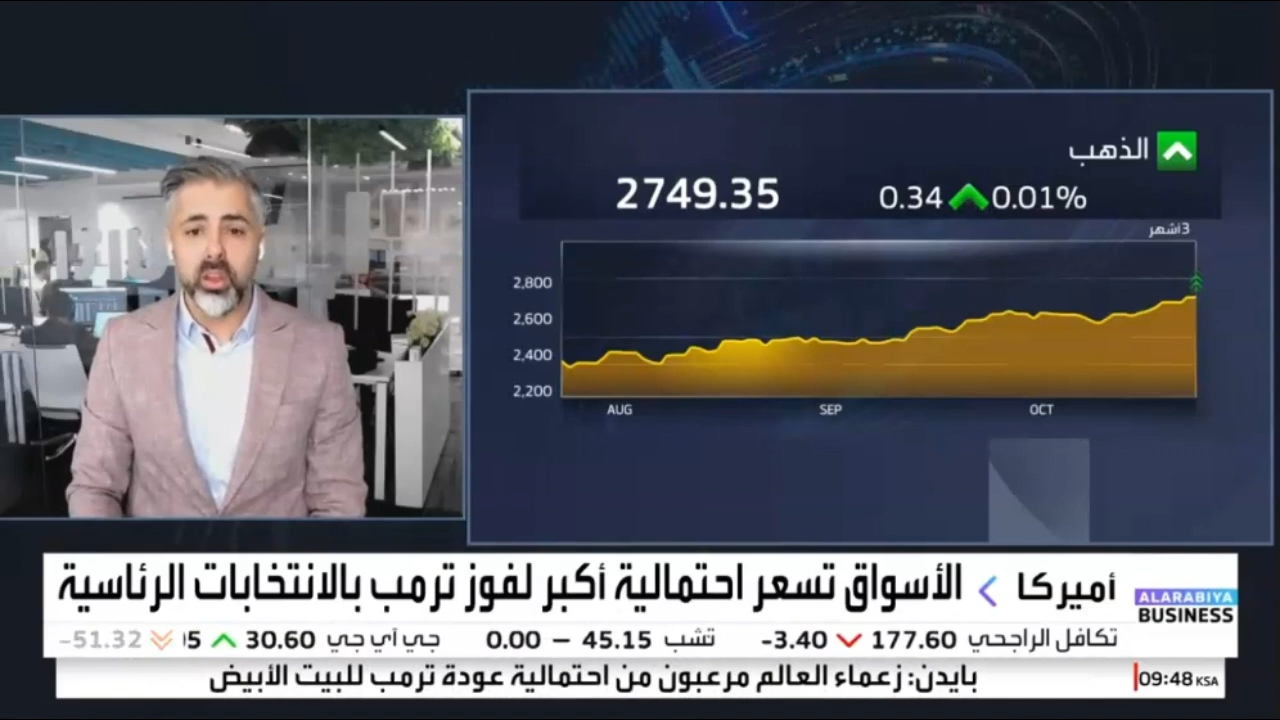 الذهب
2749.35 0.34 0.01%
3 أشهر
2,800
2,600
2,400
2,200
AUG SEP OCT
أميركا > الأسواق تسعر احتمالية أكبر لفوز ترمب بالانتخابات الرئاسية
ALARABIYA
BUSINESS
تكافل الراجحي 177.60 -3.40 تشب 45.15 0.00 جي آي جي 30.60 -51.32
بايدن: زعماء العالم مرعبون من احتمالية عودة ترمب للبيت الأبيض
09:48 KSA